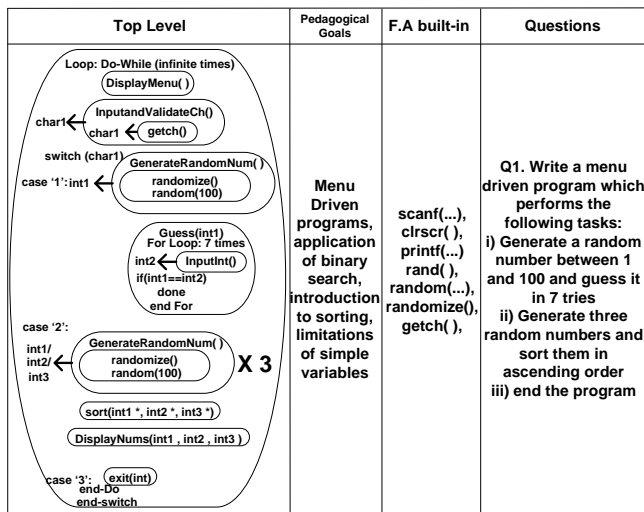 Top Level
Pedagogical
Goals
F.A built-in
Questions
Loop: Do-While (infinite times)
DisplayMenu( )
InputandValidateCh()
char1
char1
getch()
switch (char1)
GenerateRandomNum( )
case ‘1’: int1
randomize()
random(100)
Guess(int1)
For Loop: 7 times
int2
InputInt()
if(int1==int2)
done
end For
case ‘2’:
GenerateRandomNum( )
int1/
int2/
int3
randomize()
random(100)
X 3
sort(int1 *, int2 *, int3 *)
DisplayNums(int1 , int2 , int3 )
case ‘3’:
exit(int)
end-Do
end-switch
Menu
Driven
programs,
application
of binary
search,
introduction
to sorting,
limitations
of simple
variables
scanf(...),
clrscr( ),
printf(...)
rand( ),
random(...),
randomize(),
getch( ),
Q1. Write a menu
driven program which
performs the
following tasks:
i) Generate a random
number between 1
and 100 and guess it
in 7 tries
ii) Generate three
random numbers and
sort them in
ascending order
iii) end the program